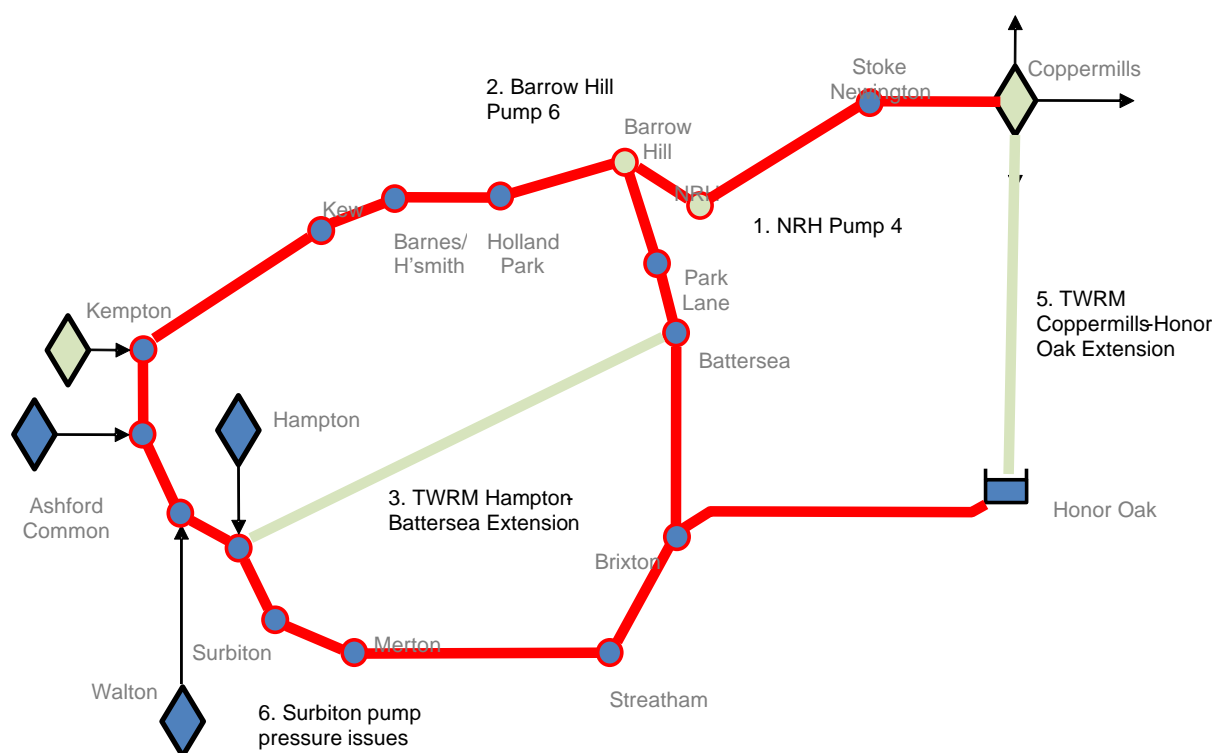 Stoke
Newington
Coppermills
2. Barrow Hill
Pump 6
Barrow
Hill
NRH
Kew
1. NRH Pump 4
Barnes/
H'smith
Holland
Park
Park
Lane
Kempton
5. TWRM
Coppermills-Honor
Oak Extension
Battersea
Hampton
3. TWRM Hampton-
Battersea Extension
Ashford
Common
Honor Oak
Brixton
Surbiton
Merton
Walton
Streatham
6. Surbiton pump
pressure issues